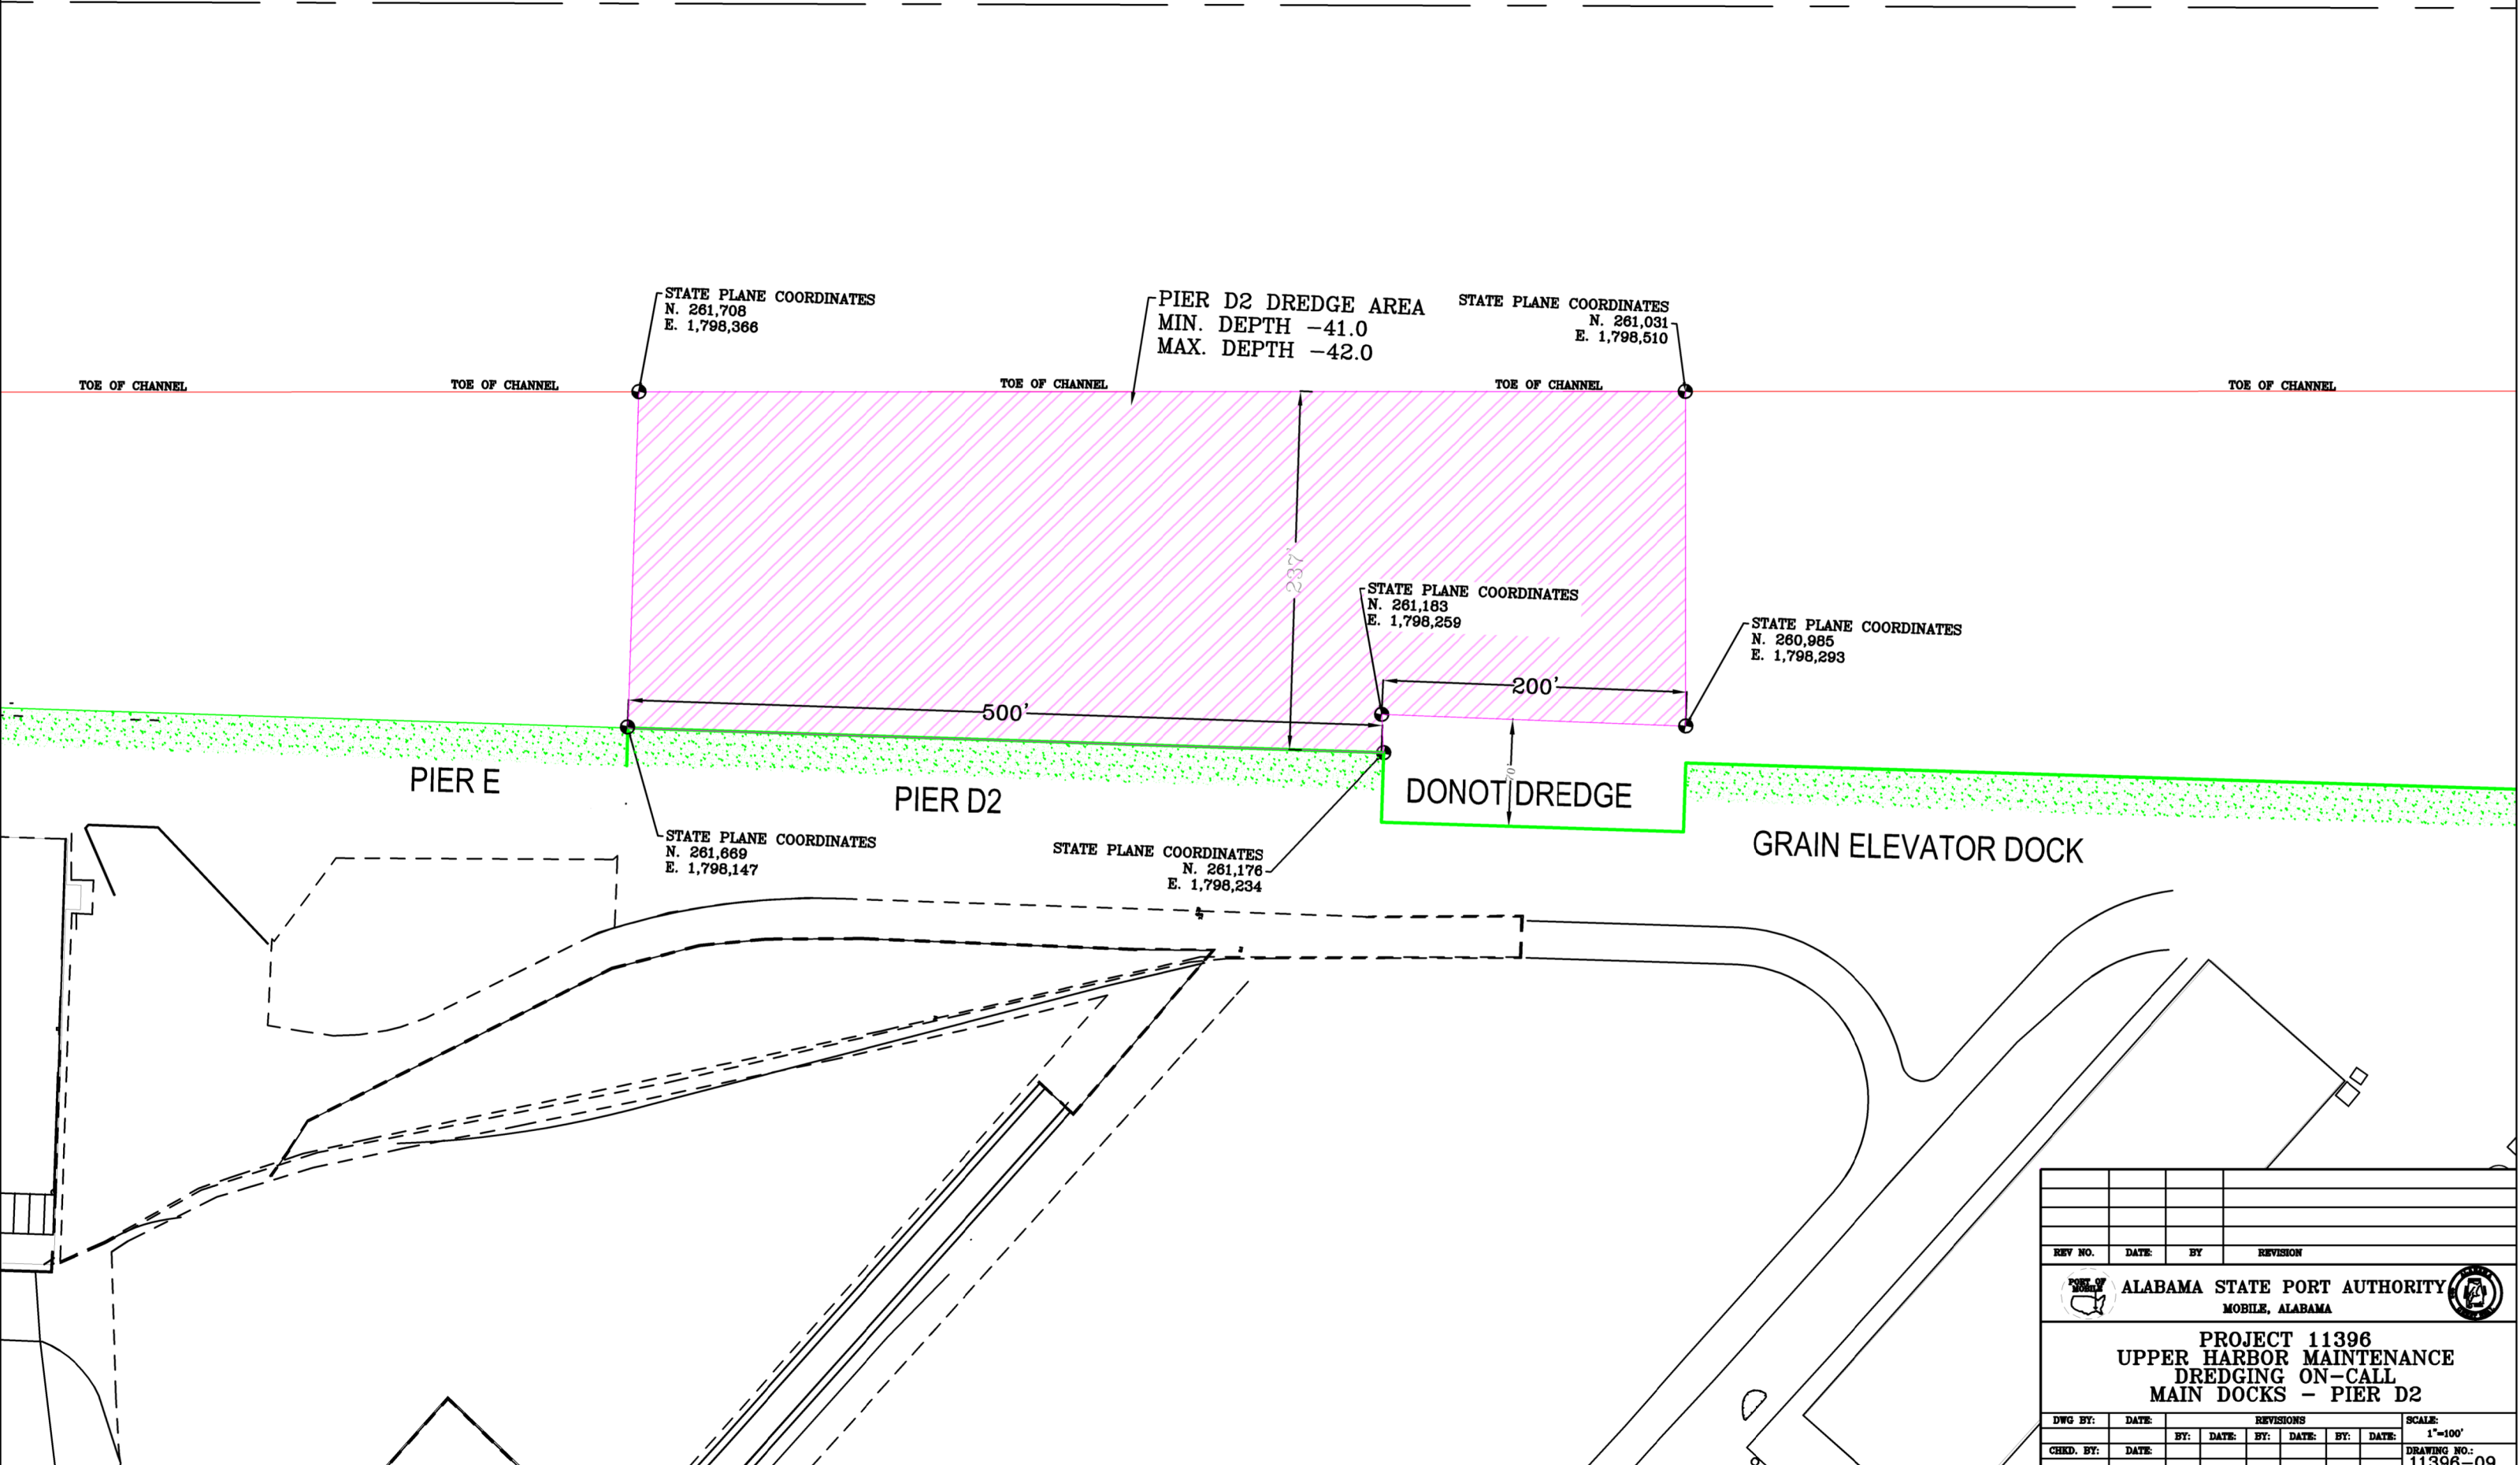 STATE PLANE COORDINATES
N. 261,708
E. 1,798,366
PIER D2 DREDGE AREA
MIN. DEPTH -41.0
MAX. DEPTH -42.0
STATE PLANE COORDINATES
N. 261,031
E. 1,798,510
TOE OF CHANNEL
TOE OF CHANNEL
TOE OF CHANNEL
TOE OF CHANNEL
TOE OF CHANNEL
237'
STATE PLANE COORDINATES
N. 261,183
E. 1,798,259
STATE PLANE COORDINATES
N. 260,985
E. 1,798,293
500'
200'
70'
PIER E
PIER D2
DONOT DREDGE
GRAIN ELEVATOR DOCK
STATE PLANE COORDINATES
N. 261,669
E. 1,798,147
STATE PLANE COORDINATES
N. 261,176
E. 1,798,234
REV NO. DATE: BY REVISION
PORT OF
MOBILE
ALABAMA STATE PORT AUTHORITY
MOBILE, ALABAMA
PROJECT 11396
UPPER HARBOR MAINTENANCE
DREDGING ON-CALL
MAIN DOCKS - PIER D2
DWG BY: DATE: REVISIONS SCALE:
BY: DATE: BY: DATE: BY: DATE: 1"=100'
CHKD. BY: DATE: DRAWING NO.:
11396-09